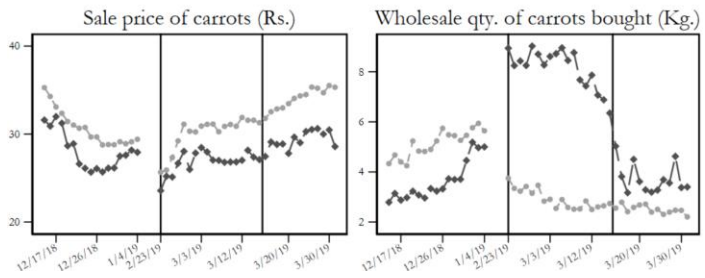 Sale price of carrots (Rs.)
40
30
20
12/17/18 12/26/18 1/4/19 2/23/19 3/3/19 3/12/19 3/20/19 3/30/19
Wholesale qty. of carrots bought (Kg.)
8
6
4
2
12/17/18 12/26/18 1/4/19 2/23/19 3/3/19 3/12/19 3/20/19 3/30/19